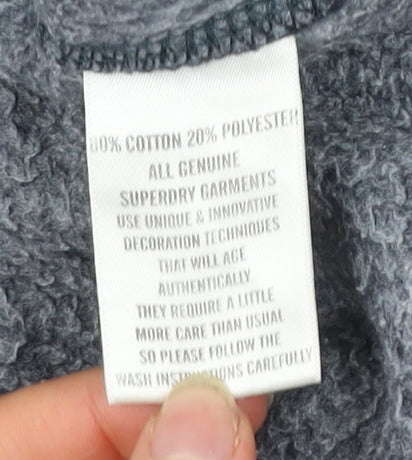 80% COTTON 20% POLYESTER
ALL GENUINE
SUPERDRY GARMENTS
USE UNIQUE & INNOVATIVE
DECORATION TECHNIQUES
THAT WILL AGE
AUTHENTICALLY.
THEY REQUIRE A LITTLE
MORE CARE THAN USUAL
SO PLEASE FOLLOW THE
WASH INSTRUCTIONS CAREFULLY